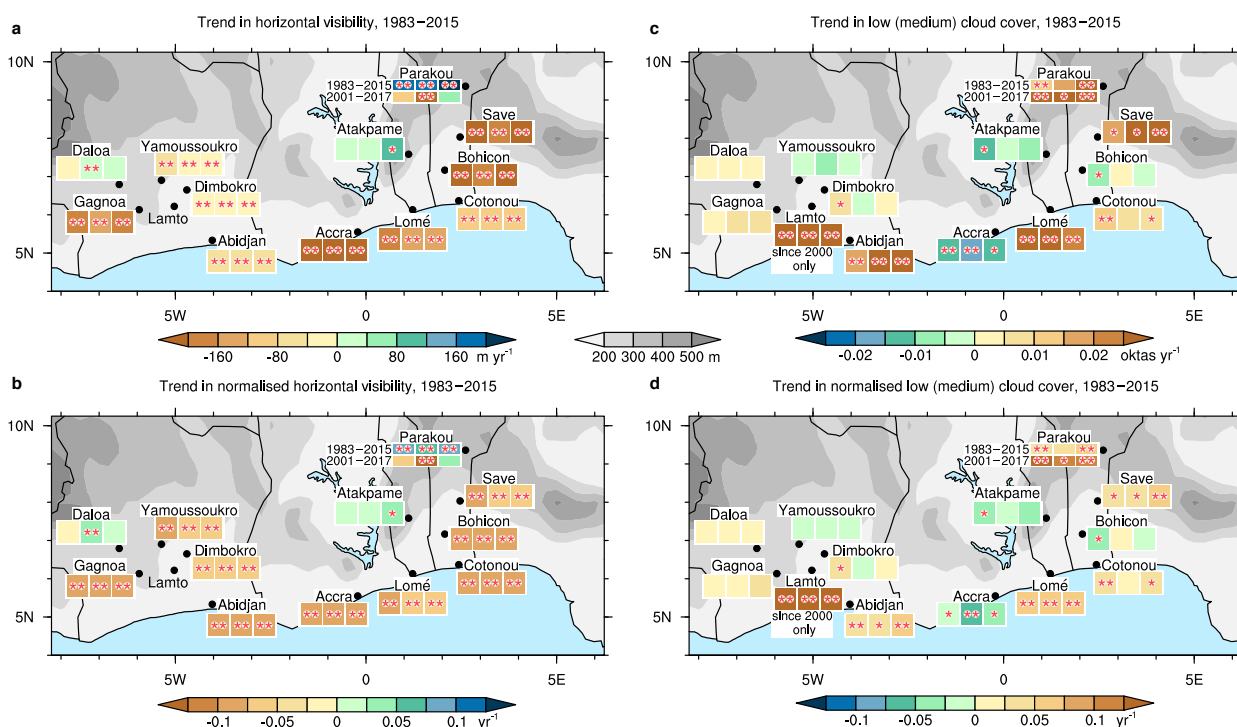 a
Trend in horizontal visibility, 1983−2015
10N
5N
5W
0
5E
Parakou
1983−2015
2001−2017
Save
Atakpame
Bohicon
Daloa
Yamoussoukro
Dimbokro
Gagnoa
Lamto
Cotonou
Lomé
Accra
Abidjan
** ** **
** ** **
** ** **
** ** **
** ** **
** ** **
** ** **
** ** **
** ** **
** ** **
**
**
*
-160 -80 0 80 160 m yr⁻¹
200 300 400 500 m
c
Trend in low (medium) cloud cover, 1983−2015
10N
5N
5W
0
5E
Parakou
1983−2015
2001−2017
** **
** * **
Save
* * **
Atakpame
*
Bohicon
*
Daloa
Yamoussoukro
Dimbokro
*
Gagnoa
Lamto
** ** **
since 2000
only
Cotonou
** *
Lomé
** ** **
Accra
** ** *
Abidjan
** ** **
-0.02 -0.01 0 0.01 0.02 oktas yr⁻¹
b
Trend in normalised horizontal visibility, 1983−2015
10N
5N
5W
0
5E
Parakou
1983−2015
2001−2017
** ** **
**
Save
** ** **
Atakpame
*
Bohicon
** ** **
Daloa
**
Yamoussoukro
** ** **
Dimbokro
** ** **
Gagnoa
** ** **
Lamto
Cotonou
** ** **
Lomé
** ** **
Accra
** ** **
Abidjan
** ** **
-0.1 -0.05 0 0.05 0.1 yr⁻¹
d
Trend in normalised low (medium) cloud cover, 1983−2015
10N
5N
5W
0
5E
Parakou
1983−2015
2001−2017
** **
** * **
Save
* * **
Atakpame
*
Bohicon
*
Daloa
Yamoussoukro
Dimbokro
*
Gagnoa
Lamto
** ** **
since 2000
only
Cotonou
** *
Lomé
** ** **
Accra
* ** *
Abidjan
** * **
-0.1 -0.05 0 0.05 0.1 yr⁻¹